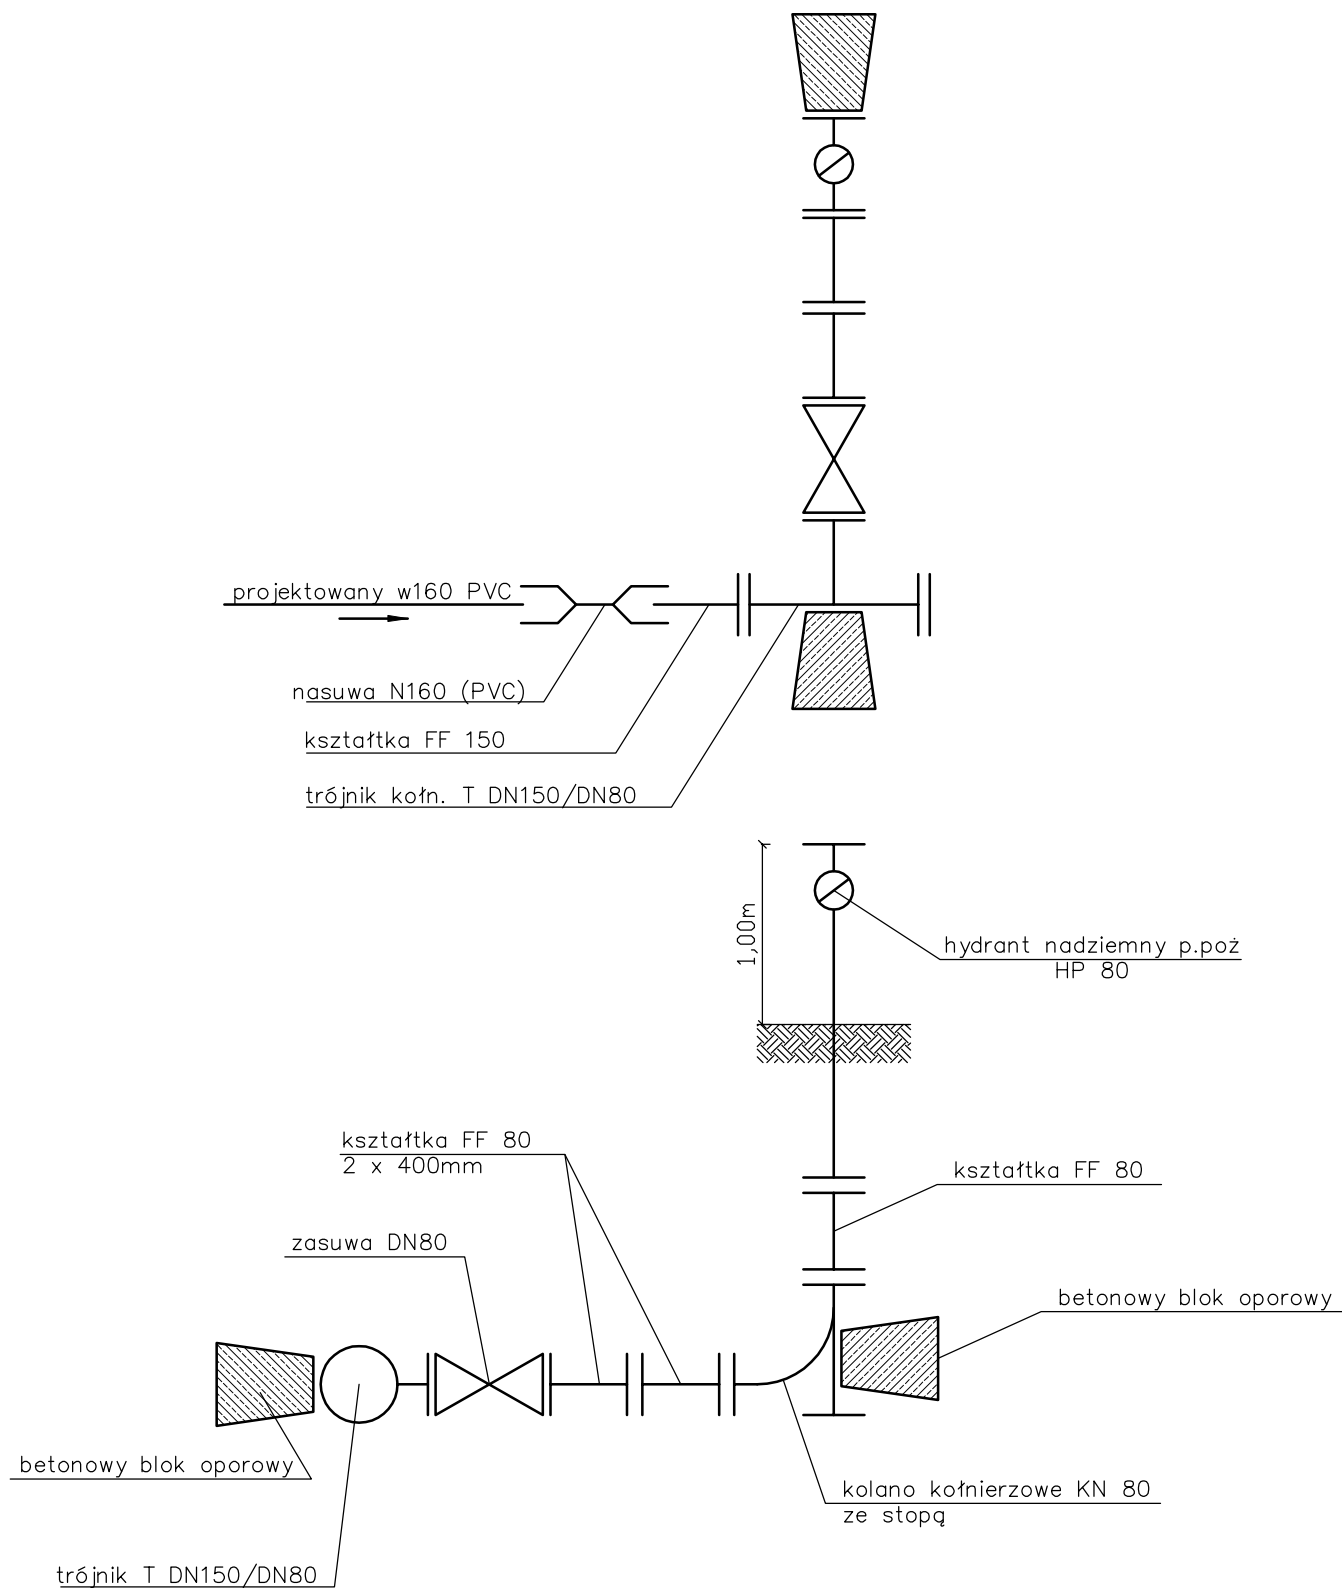 projektowany w160 PVC
nasuwa N160 (PVC)
kształtka FF 150
trójnik kołn. T DN150/DN80
1,00m
hydrant nadziemny p.poż
HP 80
kształtka FF 80
2 x 400mm
kształtka FF 80
zasuwa DN80
betonowy blok oporowy
betonowy blok oporowy
kolano kołnierzowe KN 80
ze stopą
trójnik T DN150/DN80